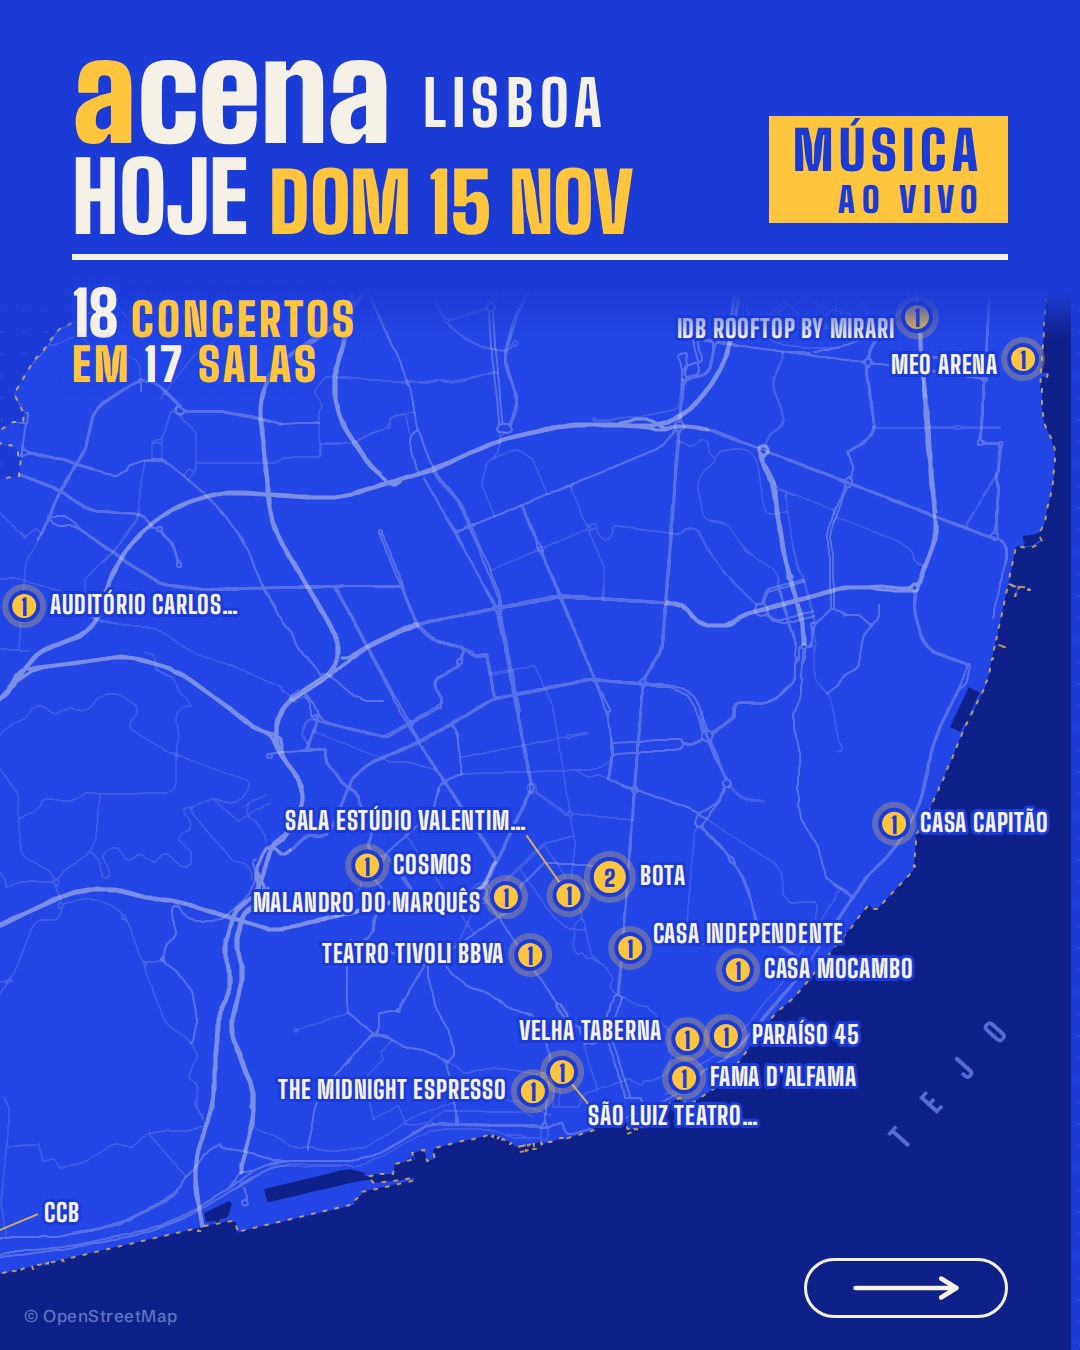 acena LISBOA
HOJE DOM 15 NOV
MÚSICA
AO VIVO
18 CONCERTOS
EM 17 SALAS
IDB ROOFTOP BY MIRARI 1
MEO ARENA 1
1 AUDITÓRIO CARLOS...
SALA ESTÚDIO VALENTIM...
1 CASA CAPITÃO
1 COSMOS
2 BOTA
MALANDRO DO MARQUÊS 1
1
CASA INDEPENDENTE
1
TEATRO TIVOLI BBVA 1
1 CASA MOCAMBO
VELHA TABERNA 1
1 PARAÍSO 45
1
1 FAMA D'ALFAMA
THE MIDNIGHT ESPRESSO 1
SÃO LUIZ TEATRO...
TEJO
CCB
© OpenStreetMap